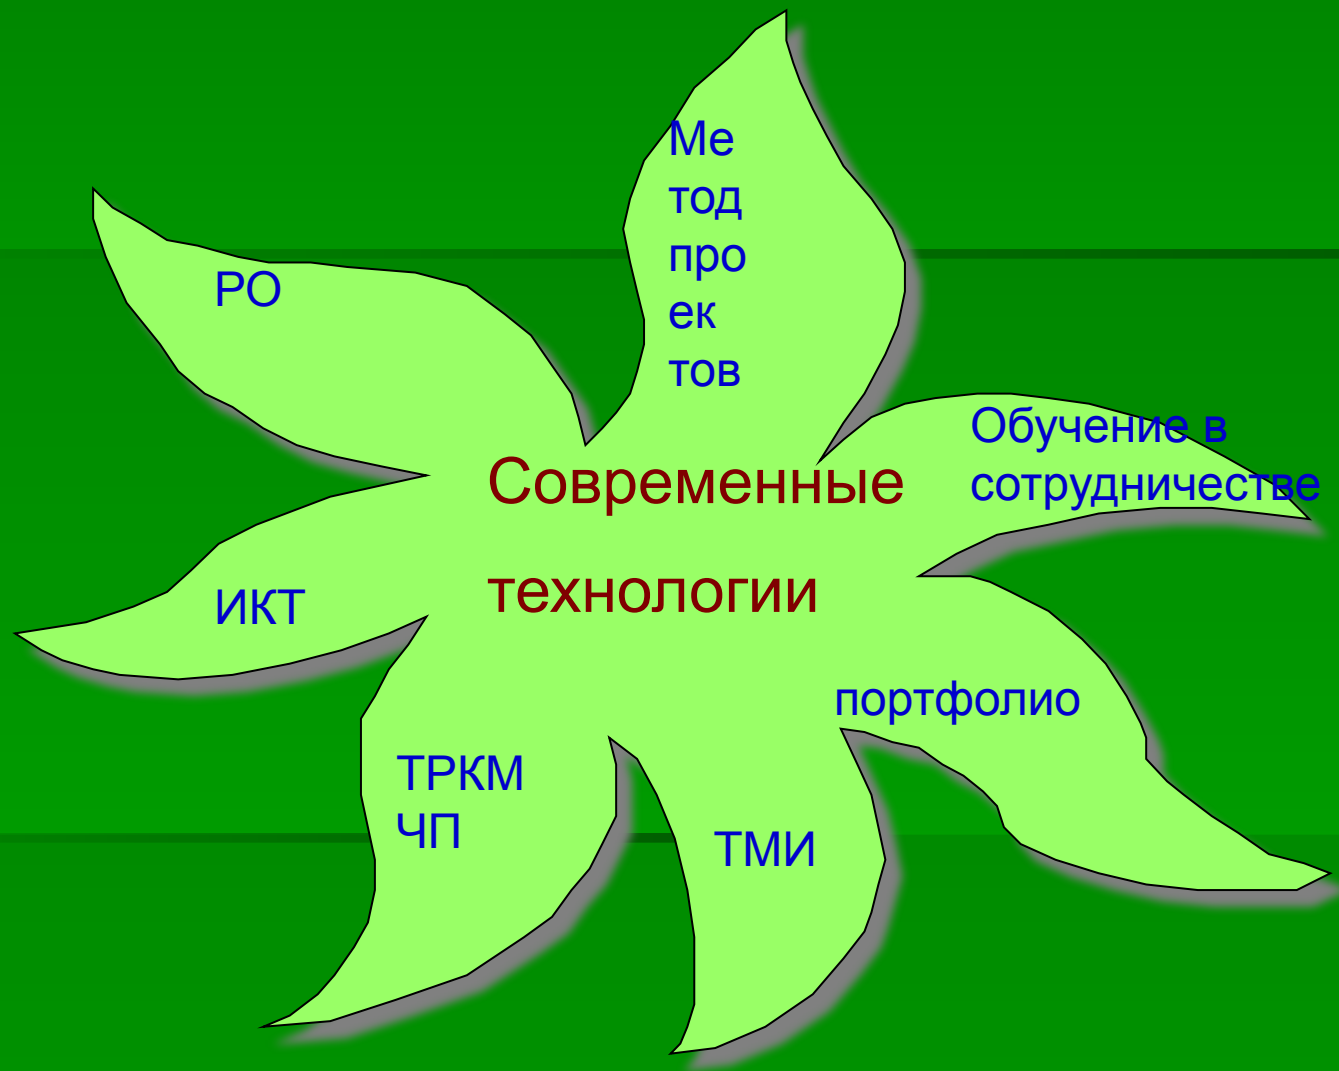 Ме
тод
про
ек
тов
РО
Обучение в
сотрудничестве
Современные
технологии
ИКТ
портфолио
ТРКМ
ЧП
ТМИ